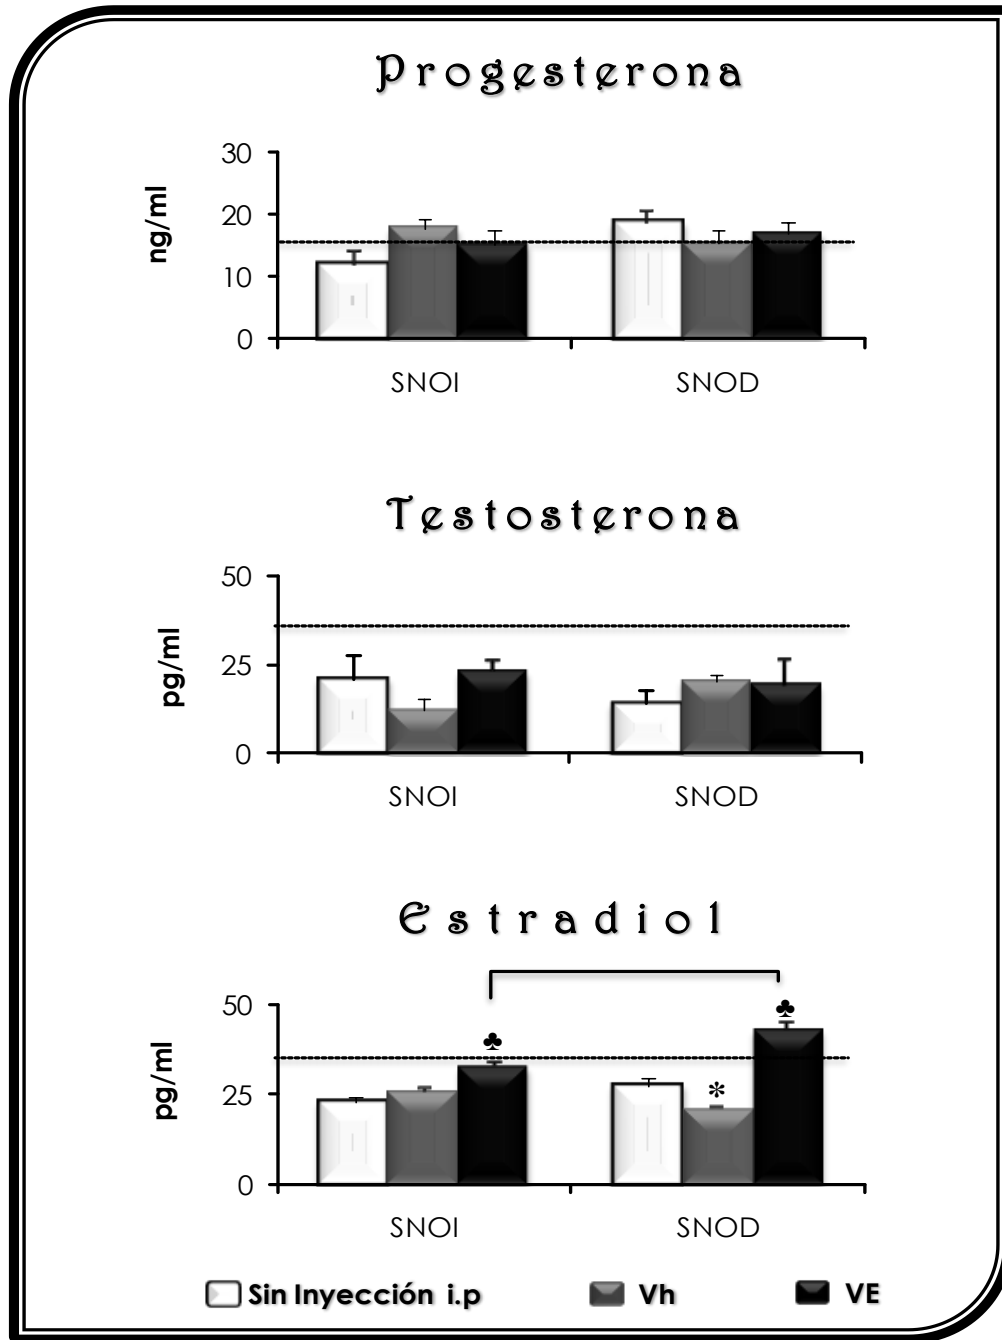 Progesterona
30
20
10
0
ng/ml
SNOI SNOD
Testosterona
50
25
0
pg/ml
SNOI SNOD
Estradiol
50
25
0
pg/ml
♣
♣
*
SNOI SNOD
Sin Inyección i.p Vh VE